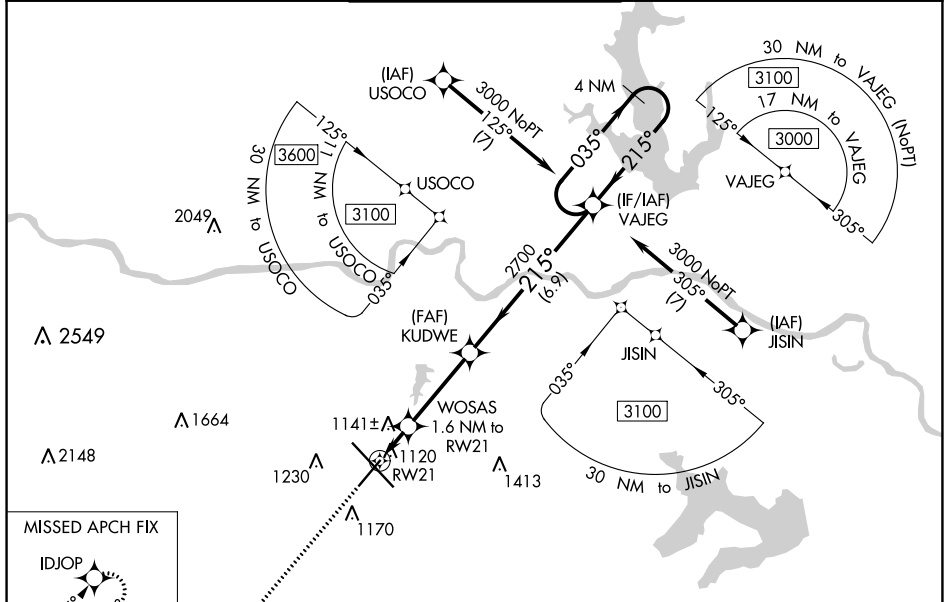 (IAF)
USOCO
3000 NoPT
125°
(7)
4 NM
035°
215°
(IF/IAF)
VAJEG
30 NM to VAJEG (NoPT)
3100
17 NM to VAJEG
3000
125°
VAJEG
305°
125°
3600
USOCO
30 NM to USOCO
11 NM to USOCO
3100
035°
2049
2700
215°
(6.9)
3000 NoPT
305°
(7)
(IAF)
JISIN
(FAF)
KUDWE
2549
JISIN
035°
305°
3100
30 NM to JISIN
WOSAS
1.6 NM to
RW21
1141±
1664
1120
RW21
2148
1230
1413
1170
MISSED APCH FIX
IDJOP